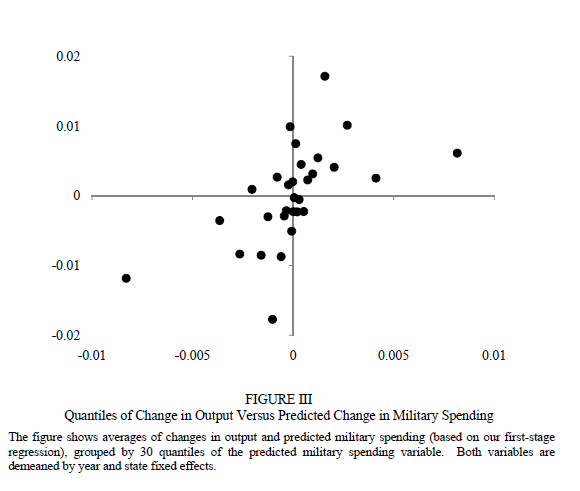 0.02
0.01
0
-0.01
-0.02
-0.01
-0.005
0
0.005
0.01
FIGURE III
Quantiles of Change in Output Versus Predicted Change in Military Spending
The figure shows averages of changes in output and predicted military spending (based on our first-stage
regression), grouped by 30 quantiles of the predicted military spending variable. Both variables are
demeaned by year and state fixed effects.